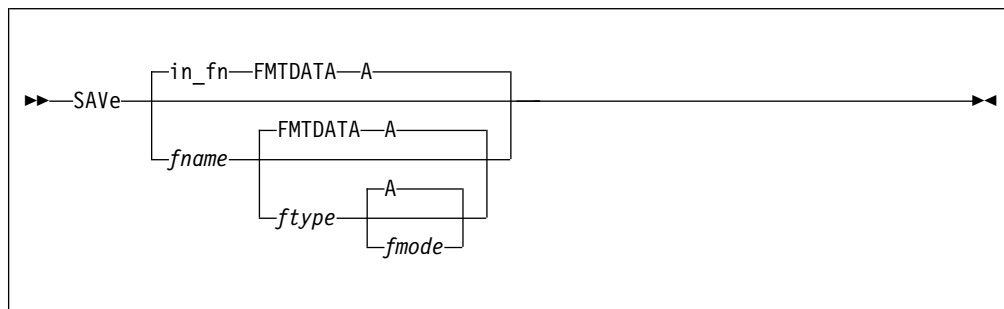 in_fn FMTDATA A
SAVe
FMTDATA A
fname
A
ftype
fmode